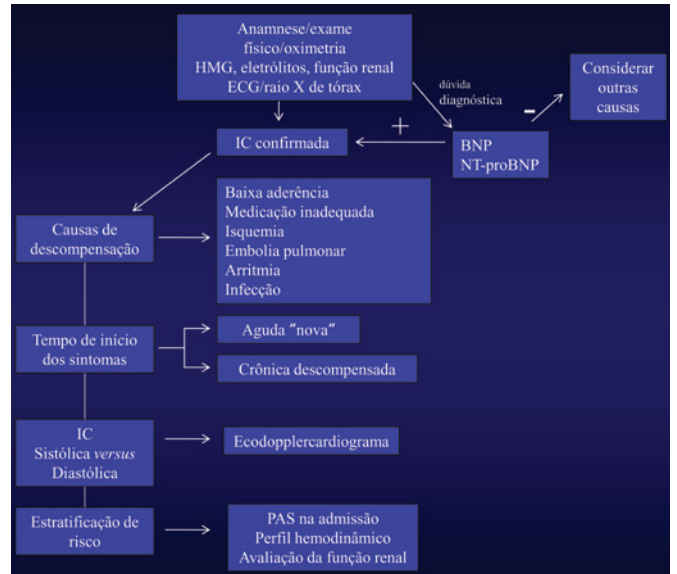 Anamnese/exame
físico/oximetria
HMG, eletrólitos, função renal
ECG/raio X de tórax
dúvida
diagnóstica
Considerar
outras
causas
-
+
IC confirmada
BNP
NT-proBNP
Causas de
descompensação
Baixa aderência
Medicação inadequada
Isquemia
Embolia pulmonar
Arritmia
Infecção
Tempo de início
dos sintomas
Aguda "nova"
Crônica descompensada
IC
Sistólica versus
Diastólica
Ecodopplercardiograma
Estratificação de
risco
PAS na admissão
Perfil hemodinâmico
Avaliação da função renal